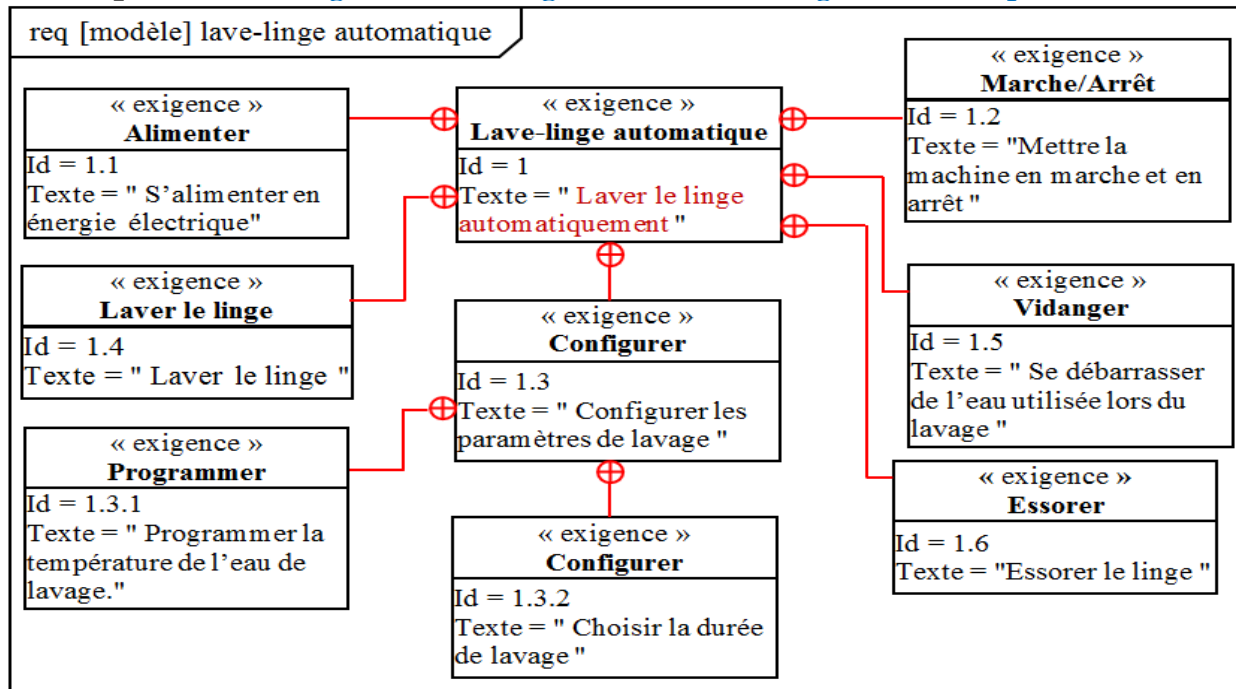 req [modèle] lave-linge automatique
« exigence »
Alimenter
Id = 1.1
Texte = " S'alimenter en
énergie électrique"
« exigence »
Lave-linge automatique
Id = 1
Texte = " Laver le linge
automatiquement "
« exigence »
Marche/Arrêt
Id = 1.2
Texte = "Mettre la
machine en marche et en
arrêt "
« exigence »
Laver le linge
Id = 1.4
Texte = " Laver le linge "
« exigence »
Configurer
Id = 1.3
Texte = " Configurer les
paramètres de lavage "
« exigence »
Vidanger
Id = 1.5
Texte = " Se débarrasser
de l'eau utilisée lors du
lavage "
« exigence »
Programmer
Id = 1.3.1
Texte = " Programmer la
température de l'eau de
lavage."
« exigence »
Configurer
Id = 1.3.2
Texte = " Choisir la durée
de lavage "
« exigence »
Essorer
Id = 1.6
Texte = "Essorer le linge "